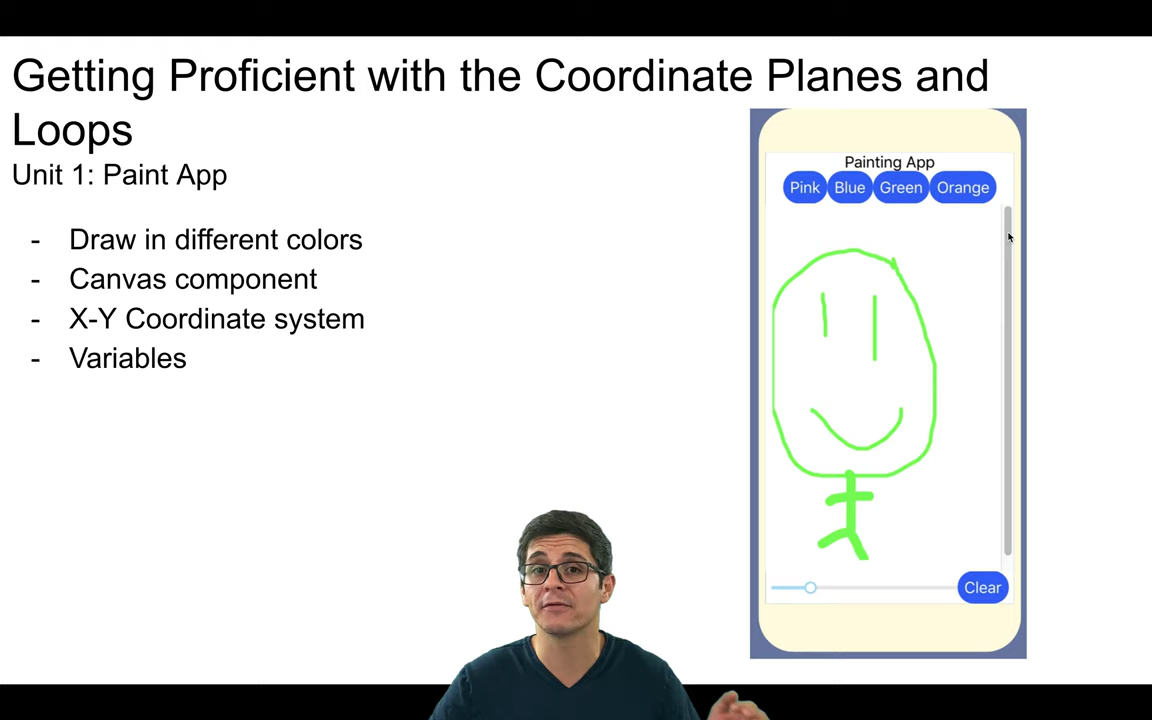 Getting Proficient with the Coordinate Planes and
Loops
Unit 1: Paint App
- Draw in different colors
- Canvas component
- X-Y Coordinate system
- Variables
Painting App
Pink Blue Green Orange
Clear